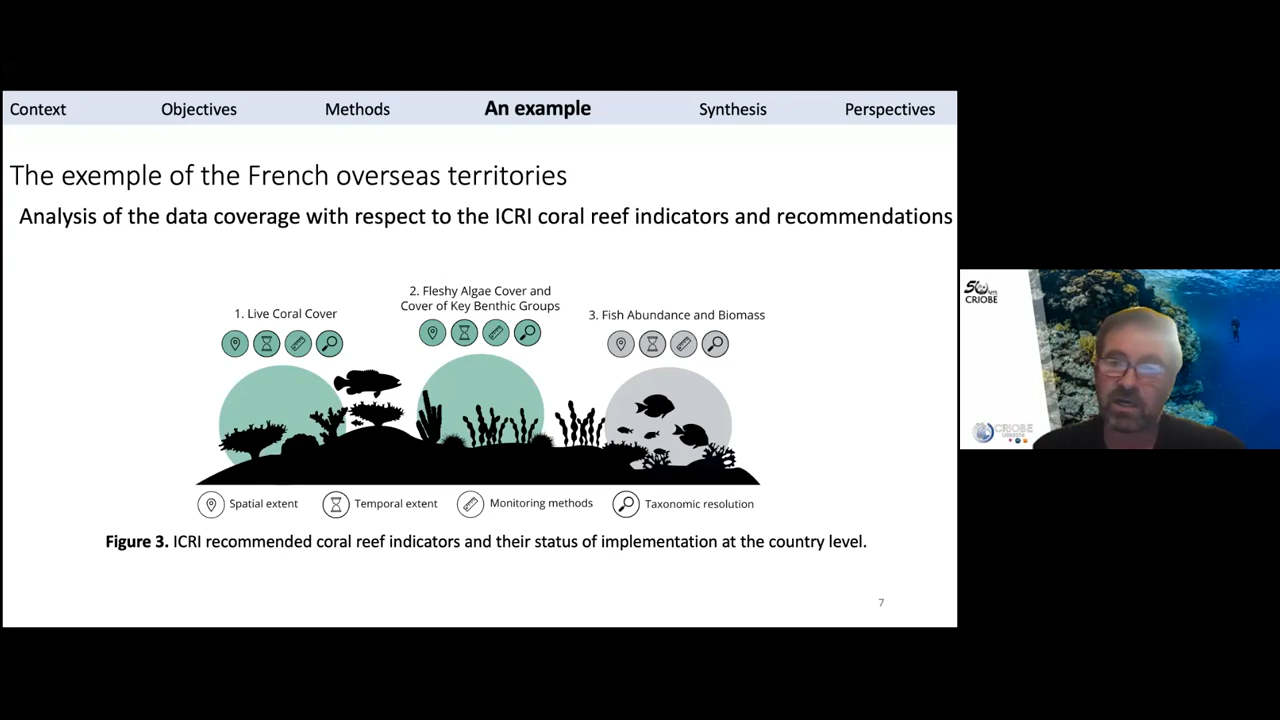 Context Objectives Methods An example Synthesis Perspectives
The exemple of the French overseas territories
Analysis of the data coverage with respect to the ICRI coral reef indicators and recommendations
1. Live Coral Cover
2. Fleshy Algae Cover and
Cover of Key Benthic Groups
3. Fish Abundance and Biomass
Spatial extent Temporal extent Monitoring methods Taxonomic resolution
Figure 3. ICRI recommended coral reef indicators and their status of implementation at the country level.
7
CRIOBE
CRIOBE